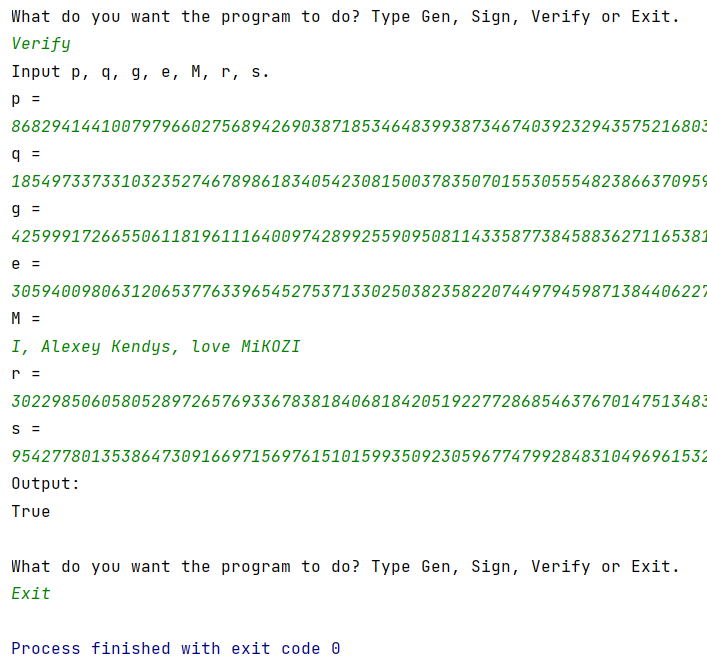 What do you want the program to do? Type Gen, Sign, Verify or Exit.
Verify
Input p, q, g, e, M, r, s.
p =
8682941441007979660275689426903871853464839938734674039232943575216803
q =
1854973373310323527467898618340542308150037835070155305554823866370959
g =
4259991726655061181961116400974289925590950811433587738458836271165381
e =
3059400980631206537763396545275371330250382358220744979459871384406227
M =
I, Alexey Kendys, love MiKOZI
r =
3022985060580528972657693367838184068184205192277286854637670147513483
s =
9542778013538647309166971569761510159935092305967747992848310496961532
Output:
True
What do you want the program to do? Type Gen, Sign, Verify or Exit.
Exit
Process finished with exit code 0